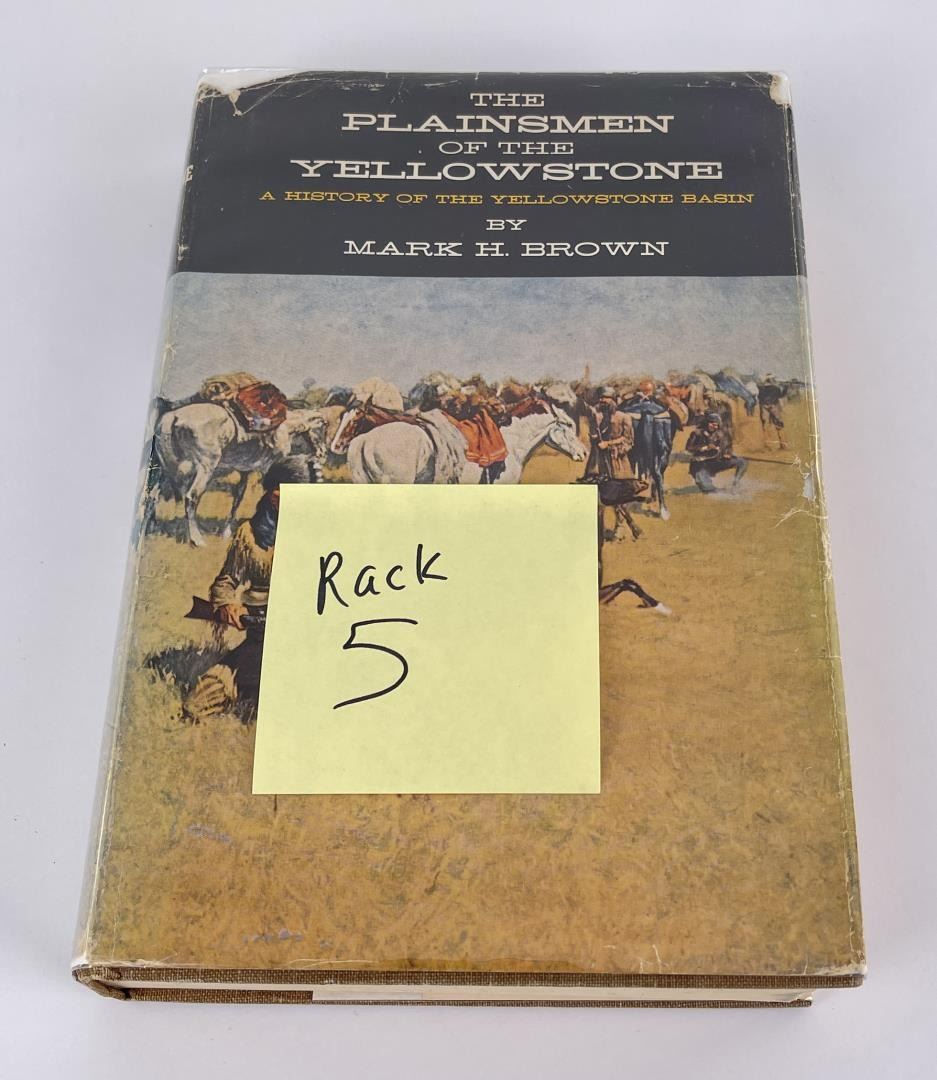 THE
PLAINSMEN
OF THE
YELLOWSTONE
A HISTORY OF THE YELLOWSTONE BASIN
BY
MARK H. BROWN
Rack
5